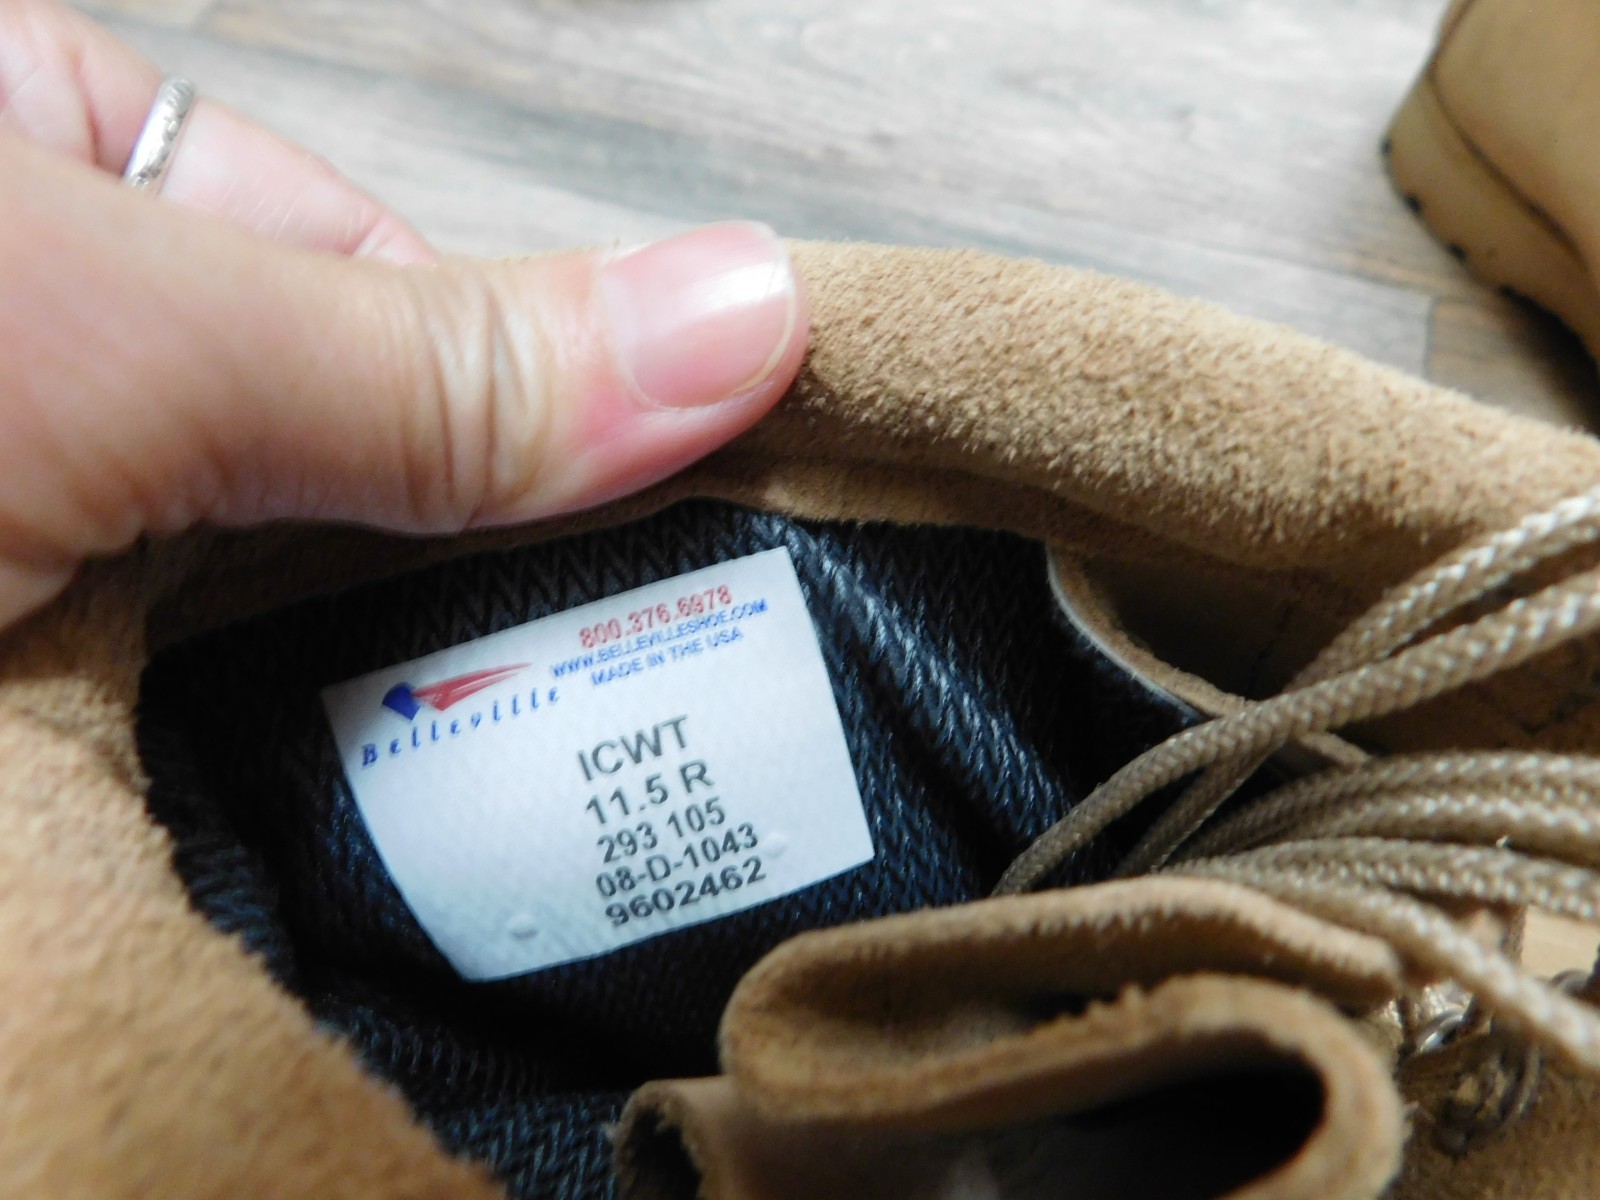 800.376.6978
WWW.BELLEVILLESHOE.COM
MADE IN THE USA
Belleville
ICWT
11.5 R
293 105
08-D-1043
9602462